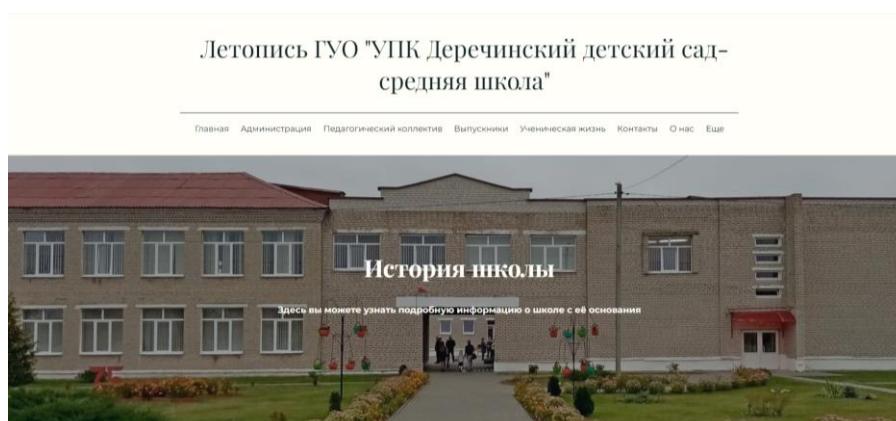 Летопись ГУО "УПК Деречинский детский сад-
средняя школа"
Главная Администрация Педагогический коллектив Выпускники Ученическая жизнь Контакты О нас Еще
История школы
Здесь вы можете узнать подробную информацию о школе с её основания
75